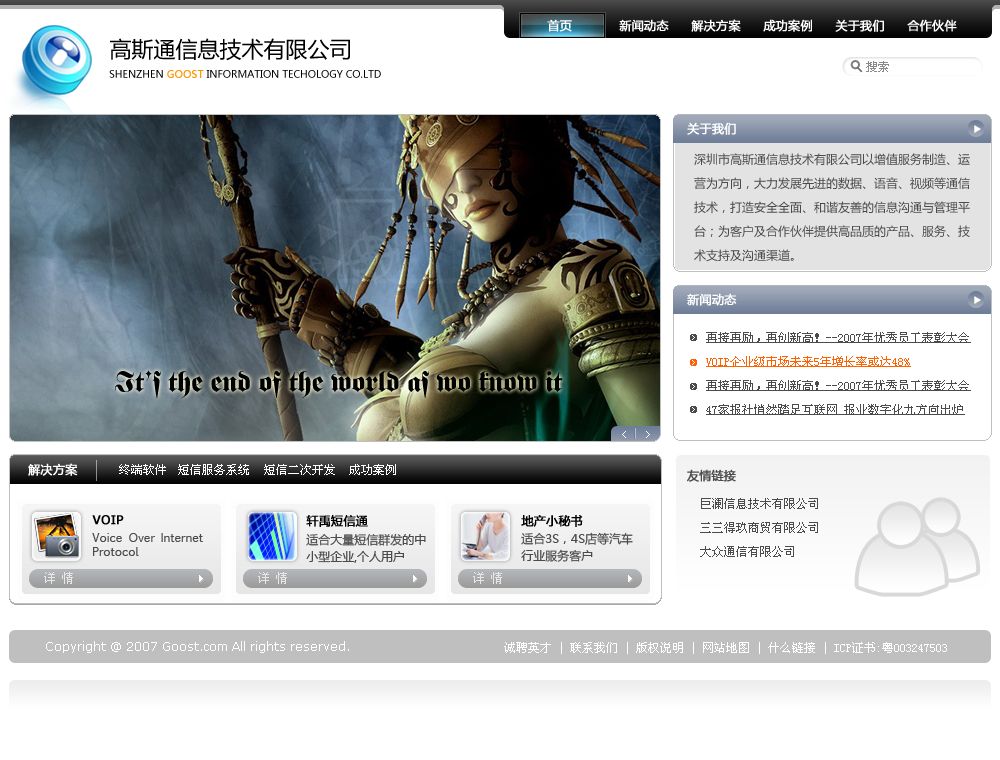 首页 新闻动态 解决方案 成功案例 关于我们 合作伙伴
高斯通信息技术有限公司
SHENZHEN GOOST INFORMATION TECHOLOGY CO.LTD
搜索
It's the end of the world as wo know it
关于我们
深圳市高斯通信息技术有限公司以增值服务制造、运
营为方向，大力发展先进的数据、语音、视频等通信
技术，打造安全全面、和谐友善的信息沟通与管理平
台；为客户及合作伙伴提供高品质的产品、服务、技
术支持及沟通渠道。
新闻动态
再接再励，再创新高! --2007年优秀员工表彰大会
VOIP企业级市场未来5年增长率或达48%
再接再励，再创新高! --2007年优秀员工表彰大会
47家报社悄然踏足互联网 报业数字化九方向出炉
解决方案 终端软件 短信服务系统 短信二次开发 成功案例
VOIP
Voice Over Internet
Protocol
详 情
轩禹短信通
适合大量短信群发的中
小型企业,个人用户
详 情
地产小秘书
适合3S，4S店等汽车
行业服务客户
详 情
友情链接
巨澜信息技术有限公司
三三得玖商贸有限公司
大众通信有限公司
Copyright @ 2007 Goost.com All rights reserved.
诚聘英才 | 联系我们 | 版权说明 | 网站地图 | 什么链接 | ICP证书:粤003247503